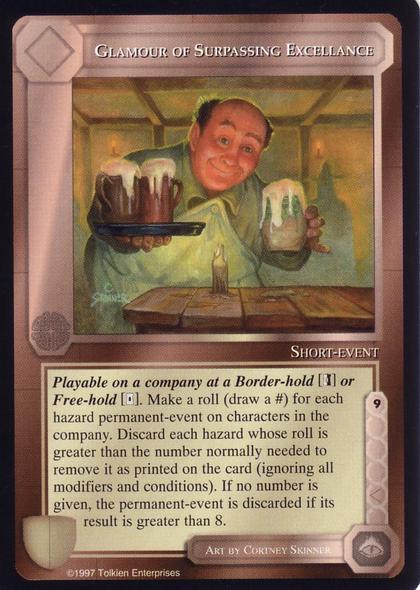 GLAMOUR OF SURPASSING EXCELLANCE
C.
SKINNER
SHORT-EVENT
Playable on a company at a Border-hold [] or
Free-hold []. Make a roll (draw a #) for each
hazard permanent-event on characters in the
company. Discard each hazard whose roll is
greater than the number normally needed to
remove it as printed on the card (ignoring all
modifiers and conditions). If no number is
given, the permanent-event is discarded if its
result is greater than 8.
9
ART BY CORTNEY SKINNER
©1997 Tolkien Enterprises